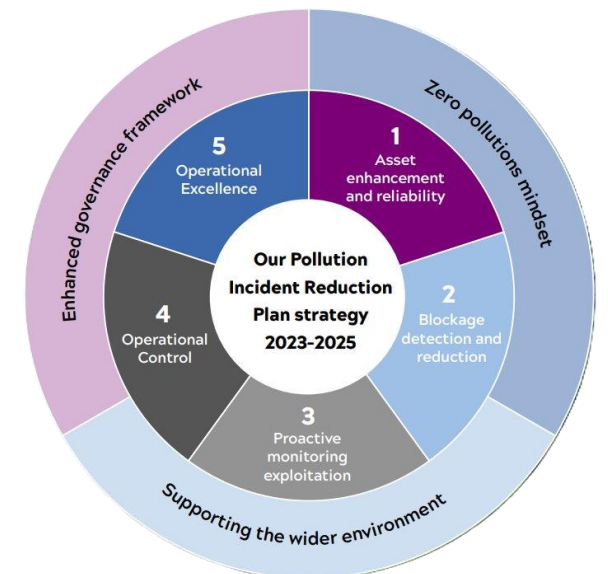 Enhanced governance framework
Zero pollutions mindset
Supporting the wider environment
Our Pollution
Incident Reduction
Plan strategy
2023-2025
1
Asset
enhancement
and reliability
2
Blockage
detection and
reduction
3
Proactive
monitoring
exploitation
4
Operational
Control
5
Operational
Excellence